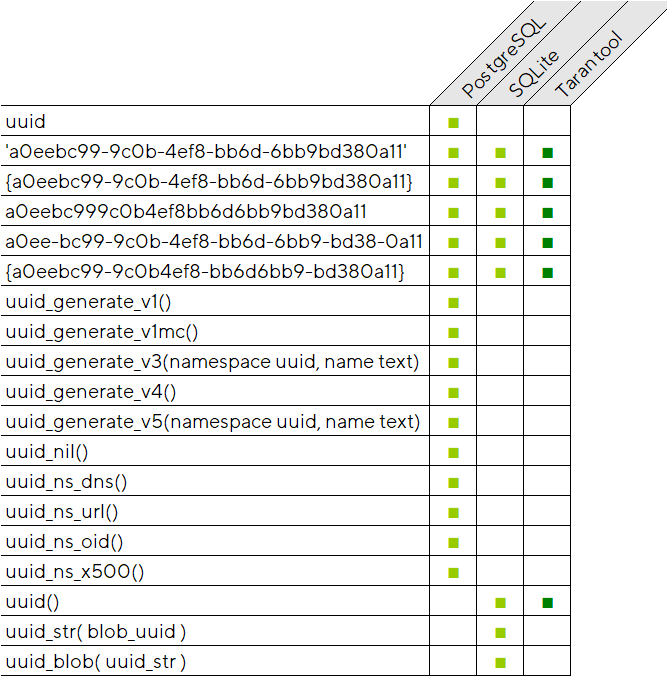 PostgreSQL
SQLite
Tarantool
uuid
'a0eebc99-9c0b-4ef8-bb6d-6bb9bd380a11'
{a0eebc99-9c0b-4ef8-bb6d-6bb9bd380a11}
a0eebc999c0b4ef8bb6d6bb9bd380a11
a0ee-bc99-9c0b-4ef8-bb6d-6bb9-bd38-0a11
{a0eebc99-9c0b4ef8-bb6d6bb9-bd380a11}
uuid_generate_v1()
uuid_generate_v1mc()
uuid_generate_v3(namespace uuid, name text)
uuid_generate_v4()
uuid_generate_v5(namespace uuid, name text)
uuid_nil()
uuid_ns_dns()
uuid_ns_url()
uuid_ns_oid()
uuid_ns_x500()
uuid()
uuid_str( blob_uuid )
uuid_blob( uuid_str )